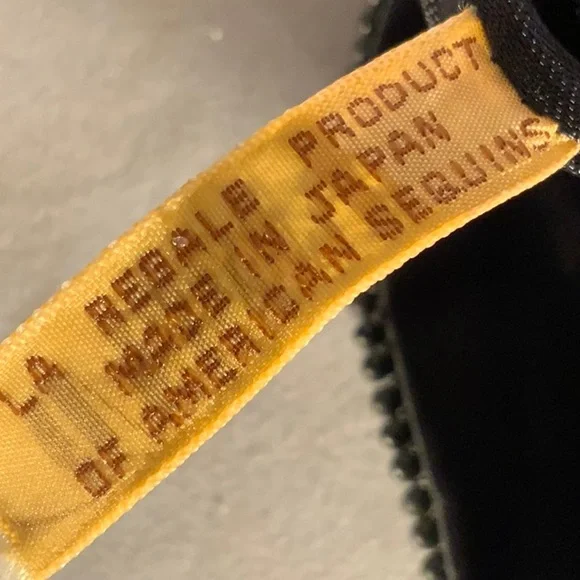 LA REGALE PRODUCT
MADE IN JAPAN
OF AMERICAN SEQUINS